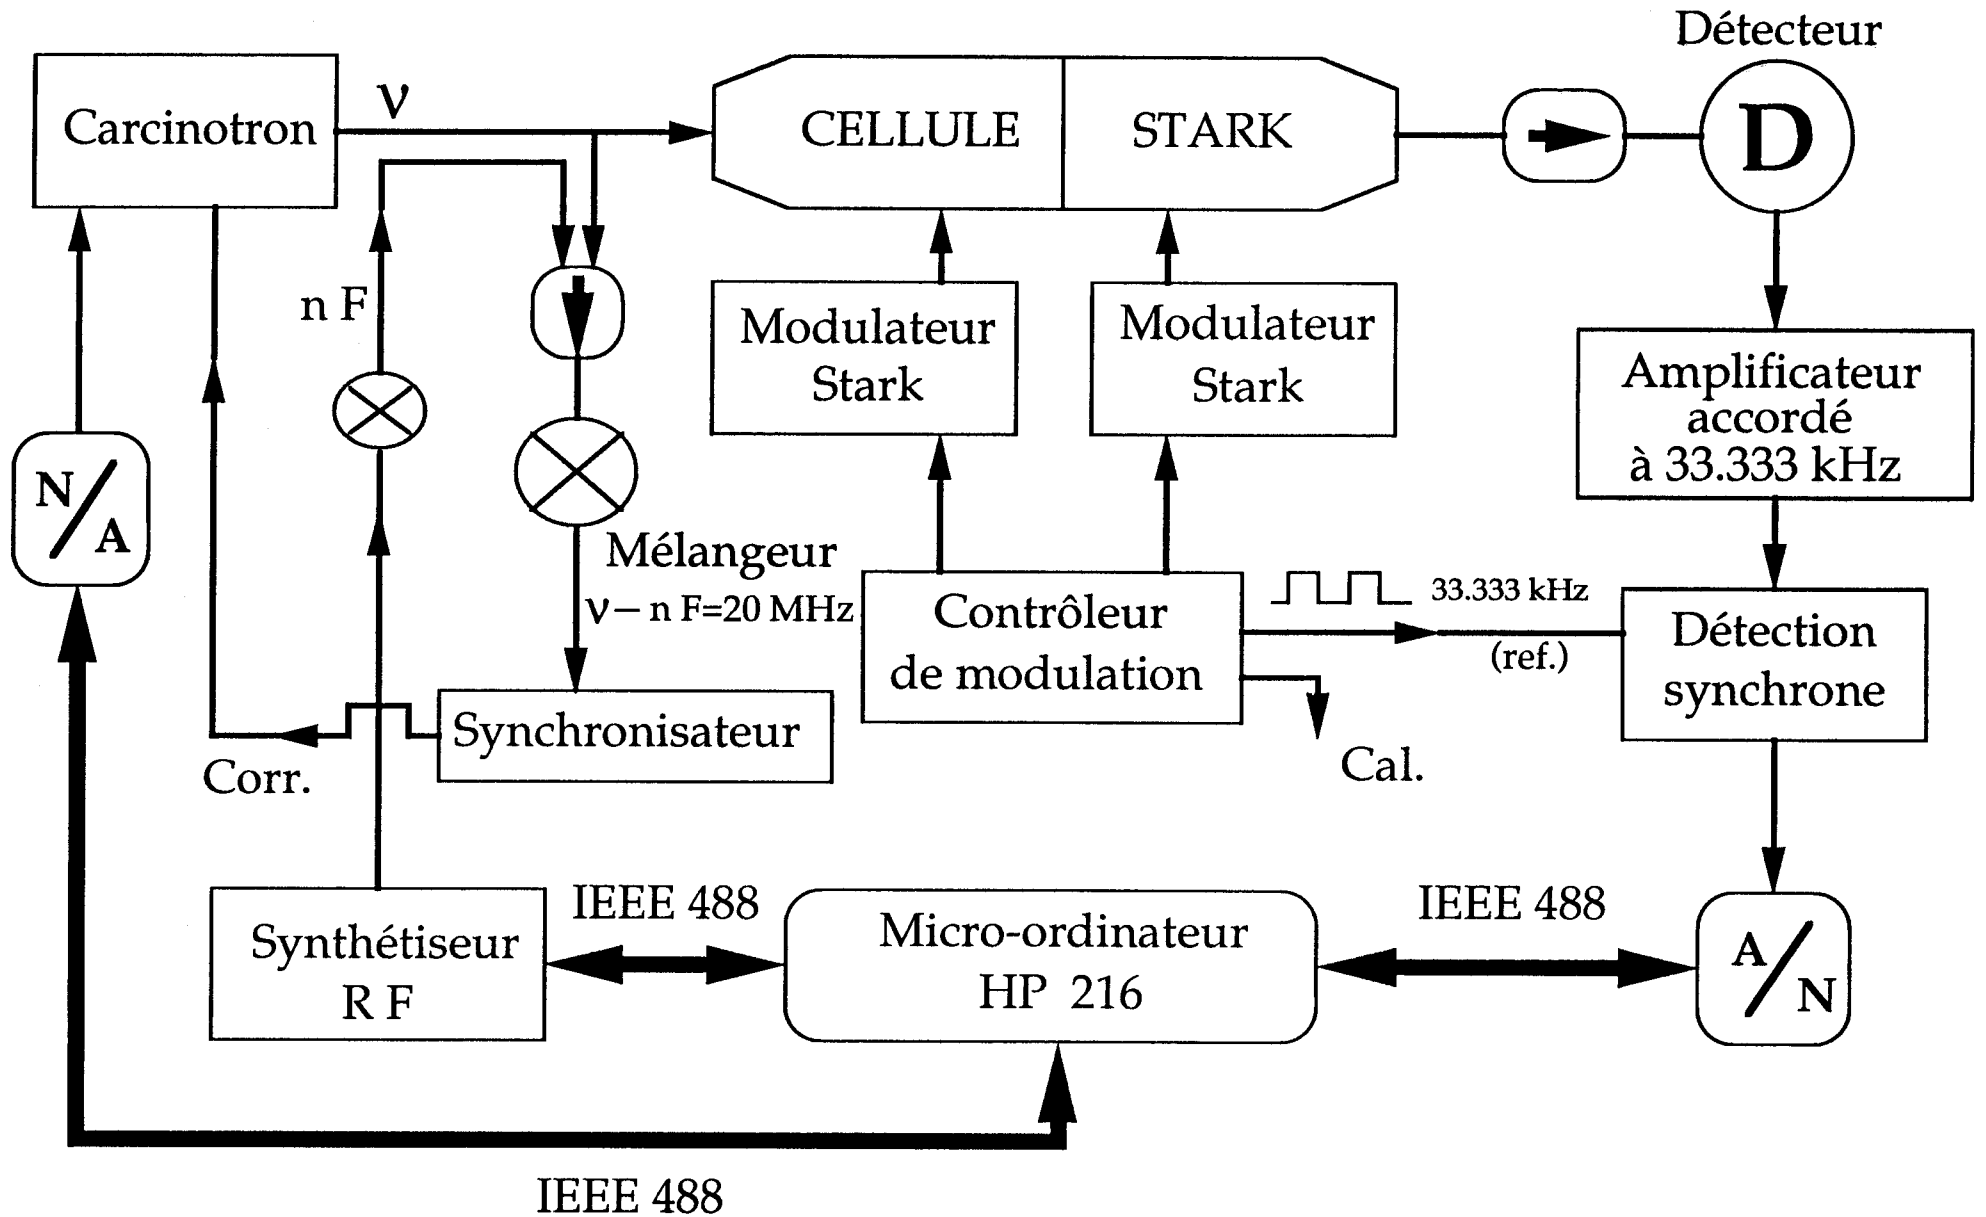 Détecteur
Carcinotron
ν
CELLULE
STARK
D
n F
Modulateur
Stark
Modulateur
Stark
Amplificateur
accordé
à 33.333 kHz
N/A
Mélangeur
ν – n F=20 MHz
Contrôleur
de modulation
33.333 kHz
(ref.)
Détection
synchrone
Synchronisateur
Corr.
Cal.
Synthétiseur
R F
IEEE 488
Micro-ordinateur
HP 216
IEEE 488
A/N
IEEE 488